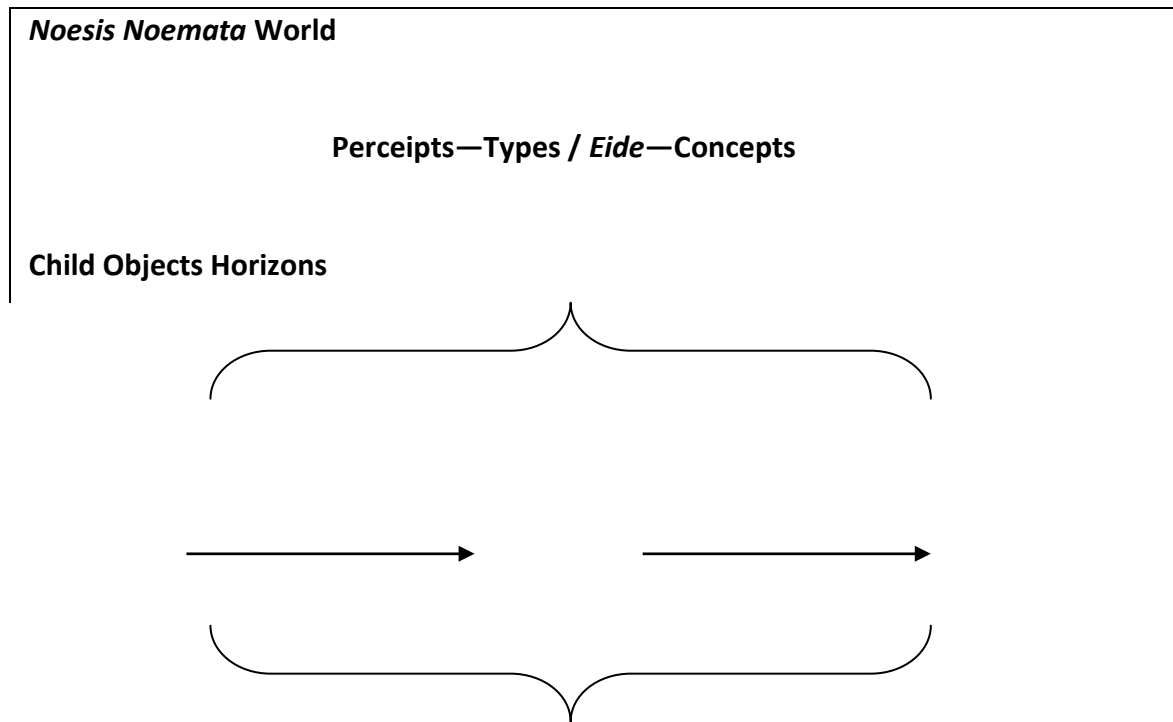 Noesis Noemata World
Perceipts—Types / Eide—Concepts
Child Objects Horizons